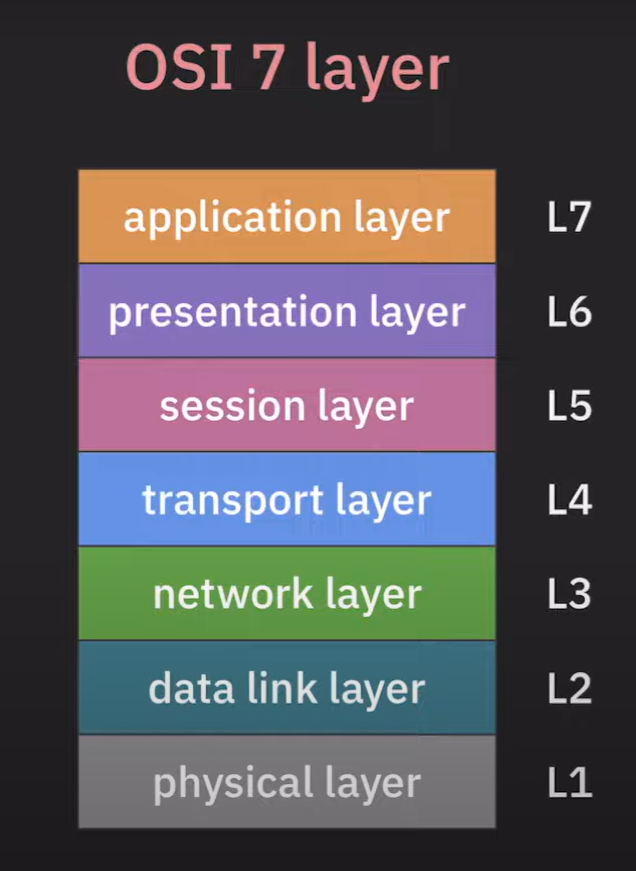 OSI 7 layer
application layer L7
presentation layer L6
session layer L5
transport layer L4
network layer L3
data link layer L2
physical layer L1